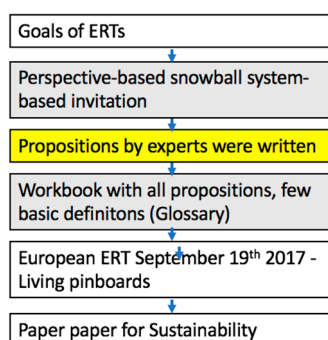 Goals of ERTs
Perspective-based snowball system-
based invitation
Propositions by experts were written
Workbook with all propositions, few
basic definitons (Glossary)
European ERT September 19th 2017 -
Living pinboards
Paper paper for Sustainability